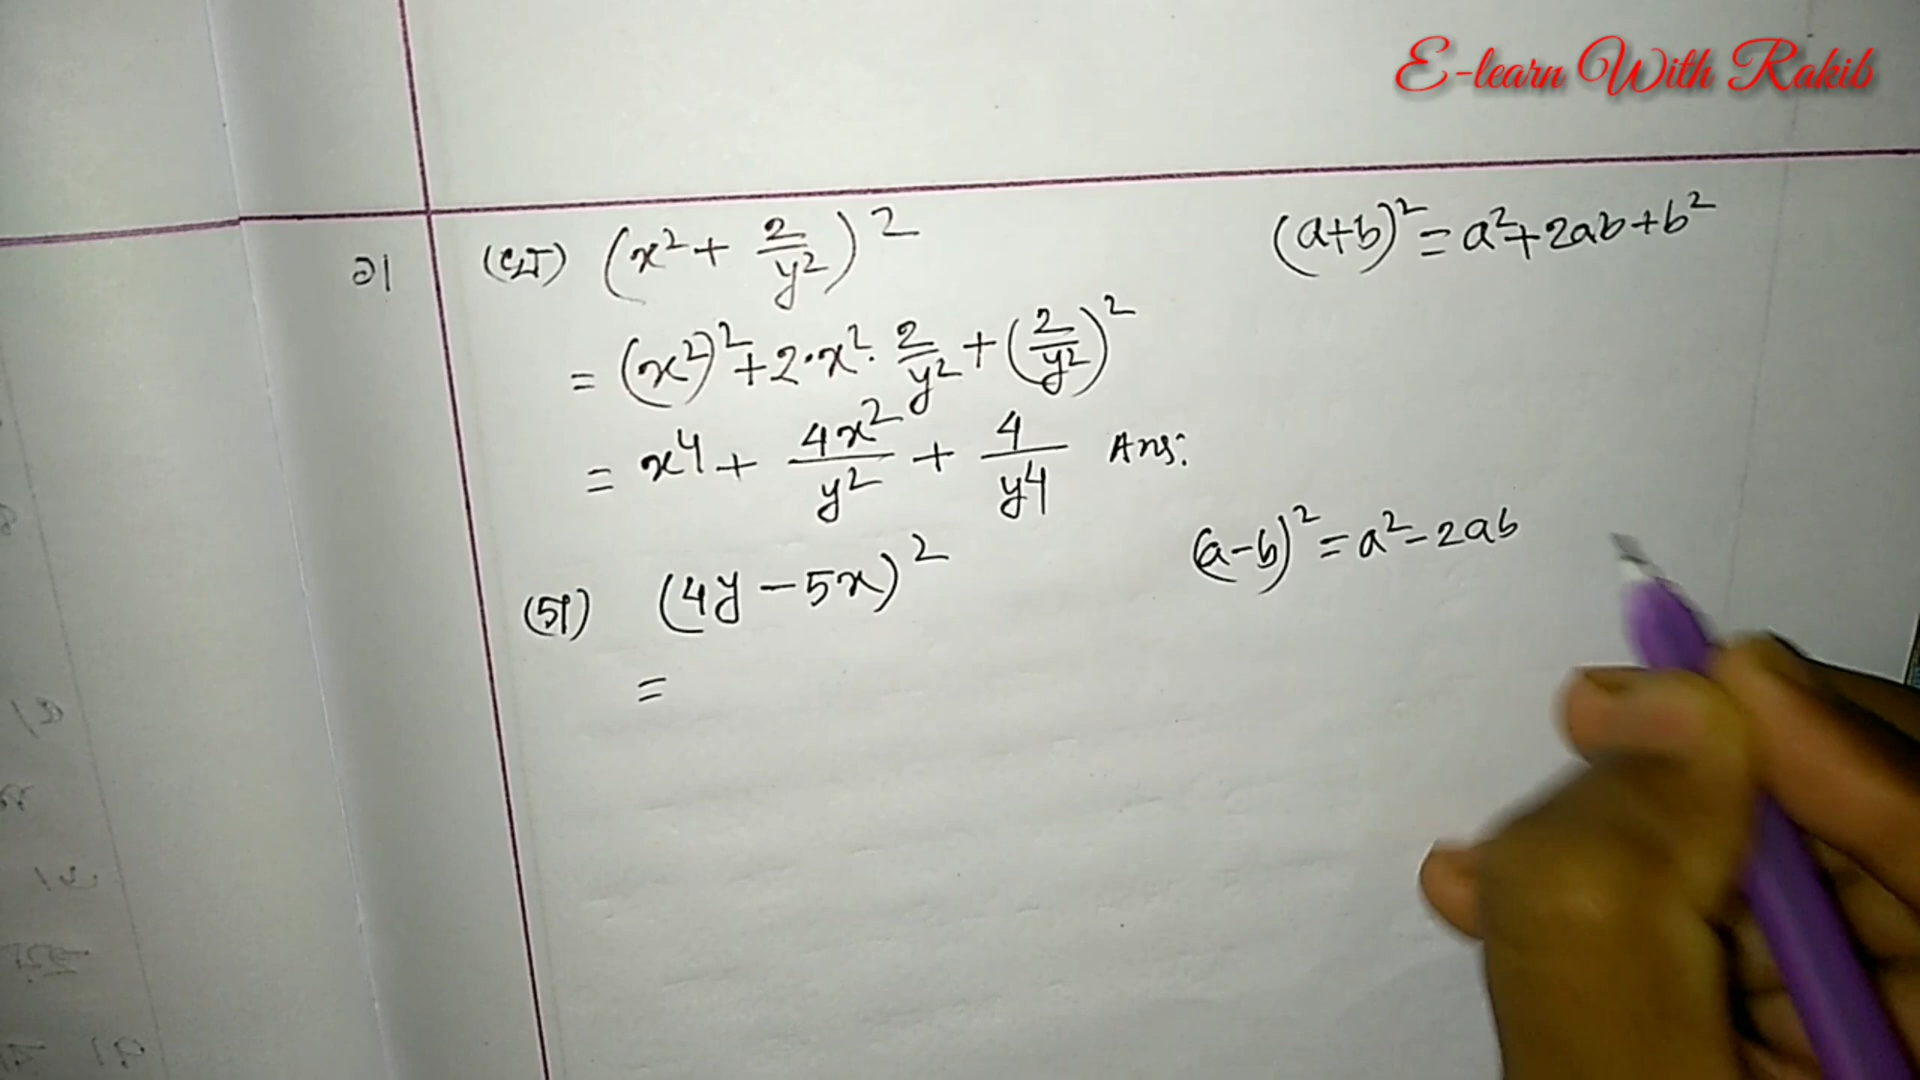 E-learn With Rakib
১। (ঙ) (x² + 2/y²)² (a+b)² = a²+2ab+b²
= (x²)² + 2·x²·2/y² + (2/y²)²
= x⁴ + 4x²/y² + 4/y⁴ Ans:
(চ) (4y - 5x)² (a-b)² = a² - 2ab
=